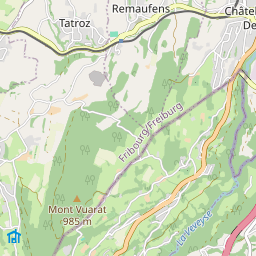 Remaufens
Tatroz
Châtel
De
Fribourg/Freiburg
Mont Vuarat
985 m
La Veveyse